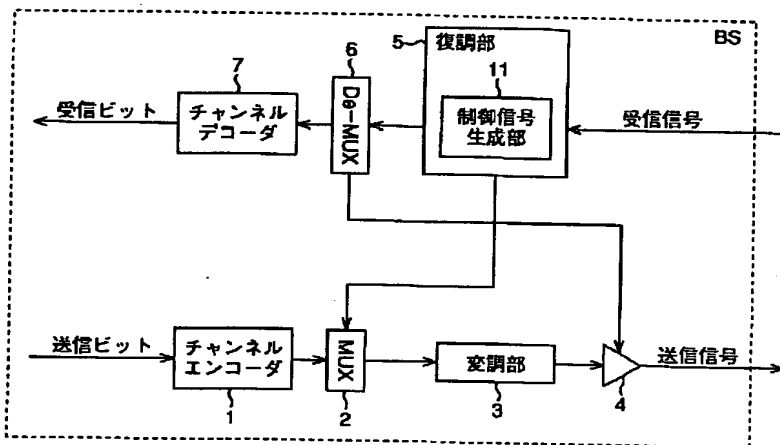 BS
5
復調部
6
7
11
De-MUX
チャンネル
デコーダ
制御信号
生成部
受信ビット
受信信号
送信ビット
チャンネル
エンコーダ
MUX
変調部
送信信号
1
2
3
4